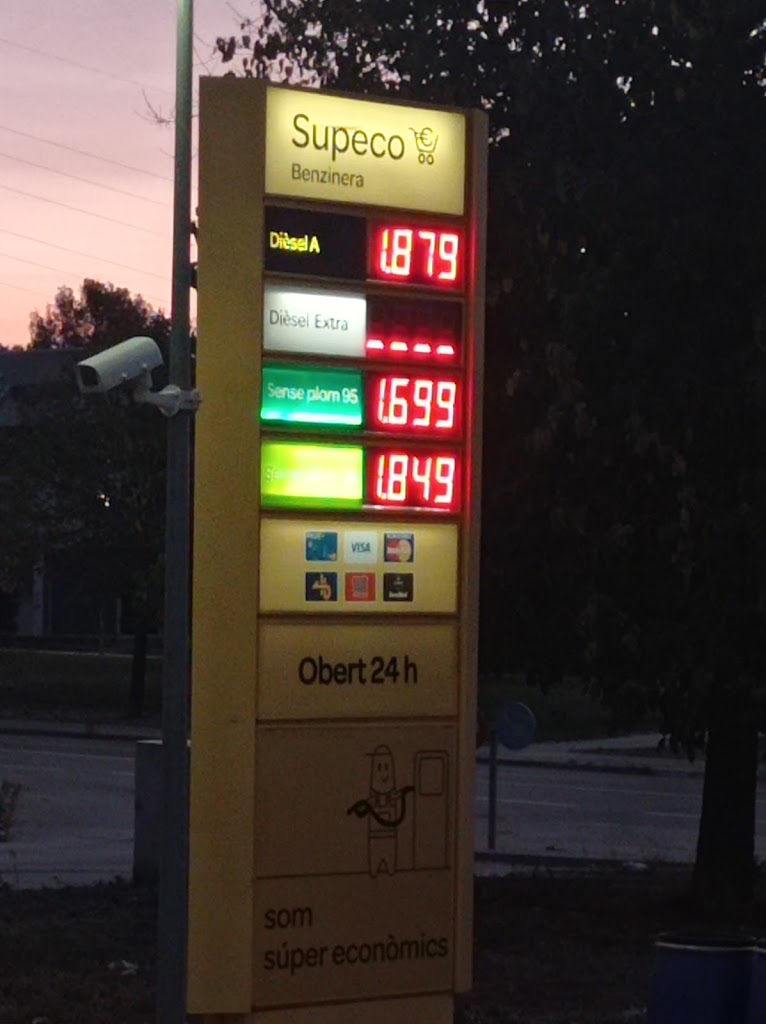 Supeco
Benzinera
Dièsel A
1.879
Dièsel Extra
Sense plom 95
1.699
1.849
VISA
Obert 24 h
som
súper econòmics